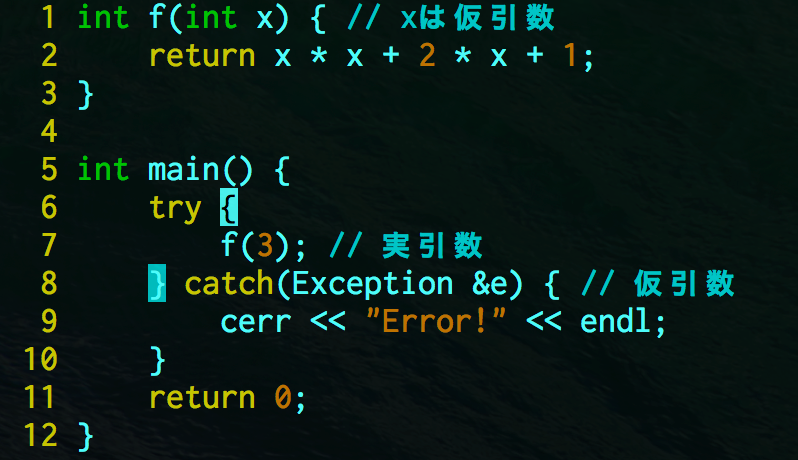 1 int f(int x) { // xは仮引数
2     return x * x + 2 * x + 1;
3 }
4
5 int main() {
6     try {
7         f(3); // 実引数
8     } catch(Exception &e) { // 仮引数
9         cerr << "Error!" << endl;
10     }
11     return 0;
12 }